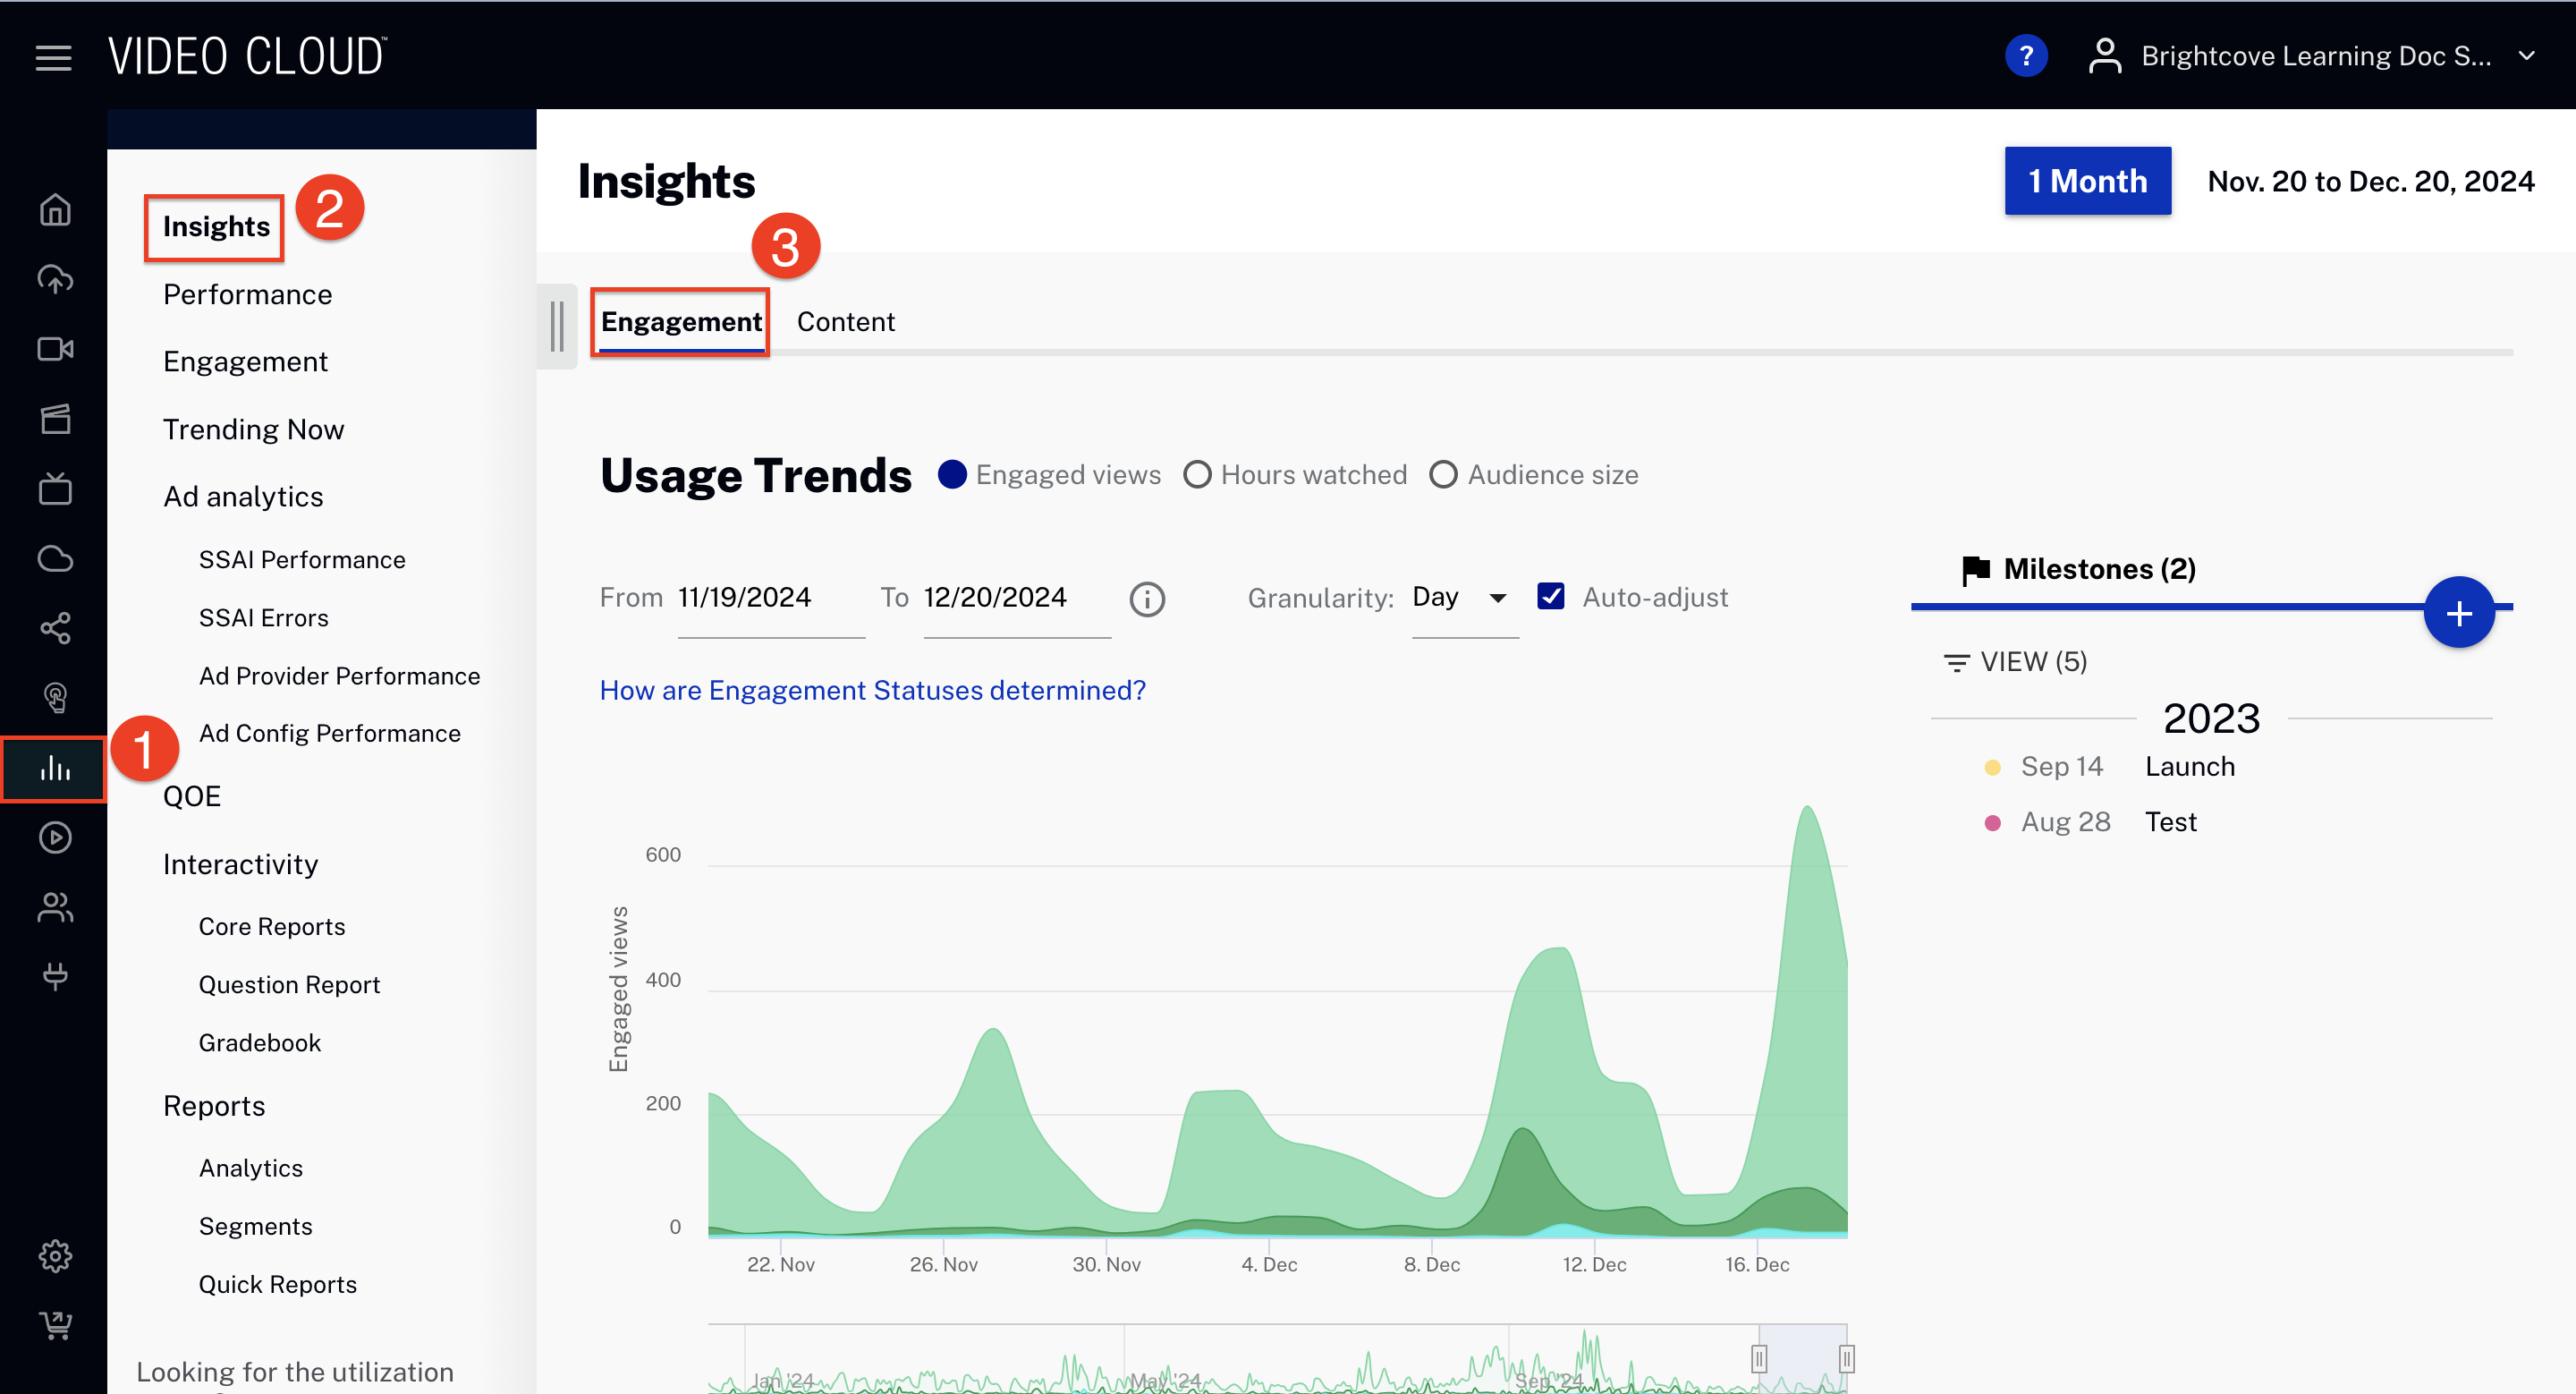 VIDEO CLOUD™
? Brightcove Learning Doc S...
Insights
2
Performance
Engagement
Trending Now
Ad analytics
SSAI Performance
SSAI Errors
Ad Provider Performance
Ad Config Performance
1
QOE
Interactivity
Core Reports
Question Report
Gradebook
Reports
Analytics
Segments
Quick Reports
Looking for the utilization
Insights
1 Month Nov. 20 to Dec. 20, 2024
3
Engagement Content
Usage Trends Engaged views Hours watched Audience size
From 11/19/2024 To 12/20/2024 Granularity: Day Auto-adjust
How are Engagement Statuses determined?
Milestones (2)
+
VIEW (5)
2023
Sep 14 Launch
Aug 28 Test
Engaged views
600
400
200
0
22. Nov 26. Nov 30. Nov 4. Dec 8. Dec 12. Dec 16. Dec
Jan '24 May '24 Sep '24